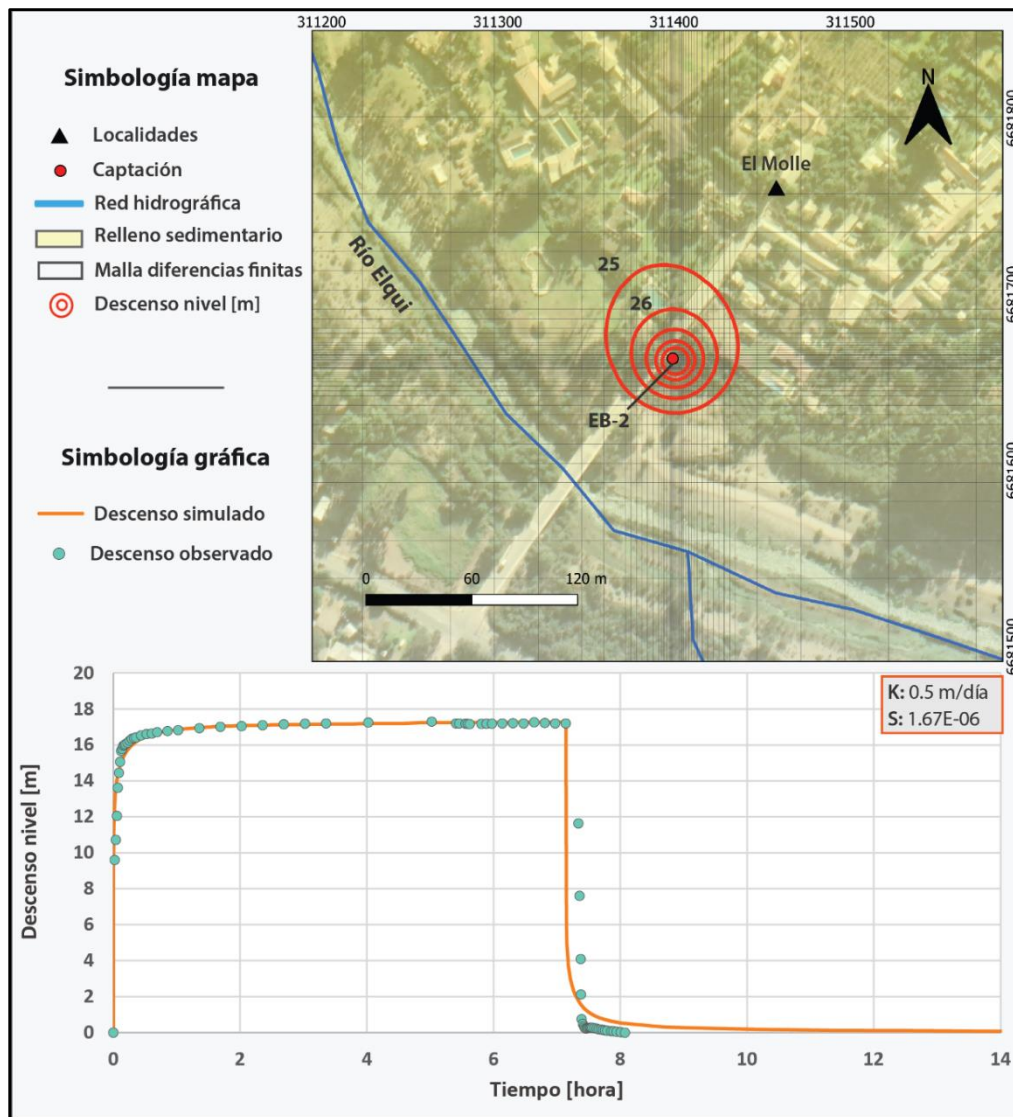 311200 311300 311400 311500
Simbología mapa
Localidades
Captación
Red hidrográfica
Relleno sedimentario
Malla diferencias finitas
Descenso nivel [m]
Simbología gráfica
Descenso simulado
Descenso observado
N
El Molle
Río Elqui
25
26
EB-2
0 60 120 m
6681800
6681700
6681600
6681500
K: 0.5 m/día
S: 1.67E-06
Descenso nivel [m]
20
18
16
14
12
10
8
6
4
2
0
0 2 4 6 8 10 12 14
Tiempo [hora]